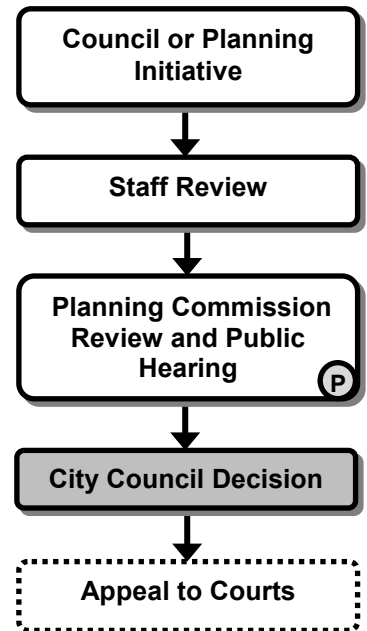 Council or Planning
Initiative
Staff Review
Planning Commission
Review and Public
Hearing
P
City Council Decision
Appeal to Courts